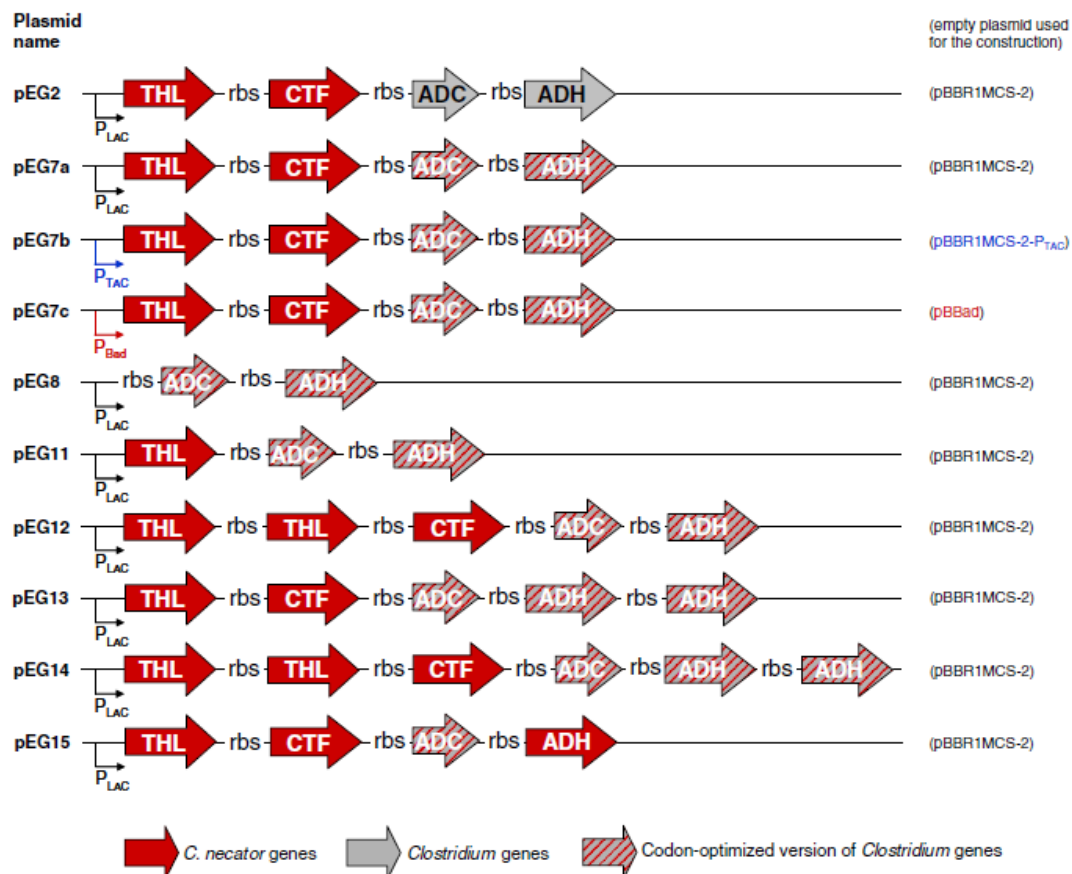 Plasmid
name
(empty plasmid used
for the construction)
pEG2 THL rbs CTF rbs ADC rbs ADH (pBBR1MCS-2)
PLAC
pEG7a THL rbs CTF rbs ADC rbs ADH (pBBR1MCS-2)
PLAC
pEG7b THL rbs CTF rbs ADC rbs ADH (pBBR1MCS-2-PTAC)
PTAC
pEG7c THL rbs CTF rbs ADC rbs ADH (pBBad)
PBad
pEG8 rbs ADC rbs ADH (pBBR1MCS-2)
PLAC
pEG11 THL rbs ADC rbs ADH (pBBR1MCS-2)
PLAC
pEG12 THL rbs THL rbs CTF rbs ADC rbs ADH (pBBR1MCS-2)
PLAC
pEG13 THL rbs CTF rbs ADC rbs ADH rbs ADH (pBBR1MCS-2)
PLAC
pEG14 THL rbs THL rbs CTF rbs ADC rbs ADH rbs ADH (pBBR1MCS-2)
PLAC
pEG15 THL rbs CTF rbs ADC rbs ADH (pBBR1MCS-2)
PLAC
C. necator genes Clostridium genes Codon-optimized version of Clostridium genes